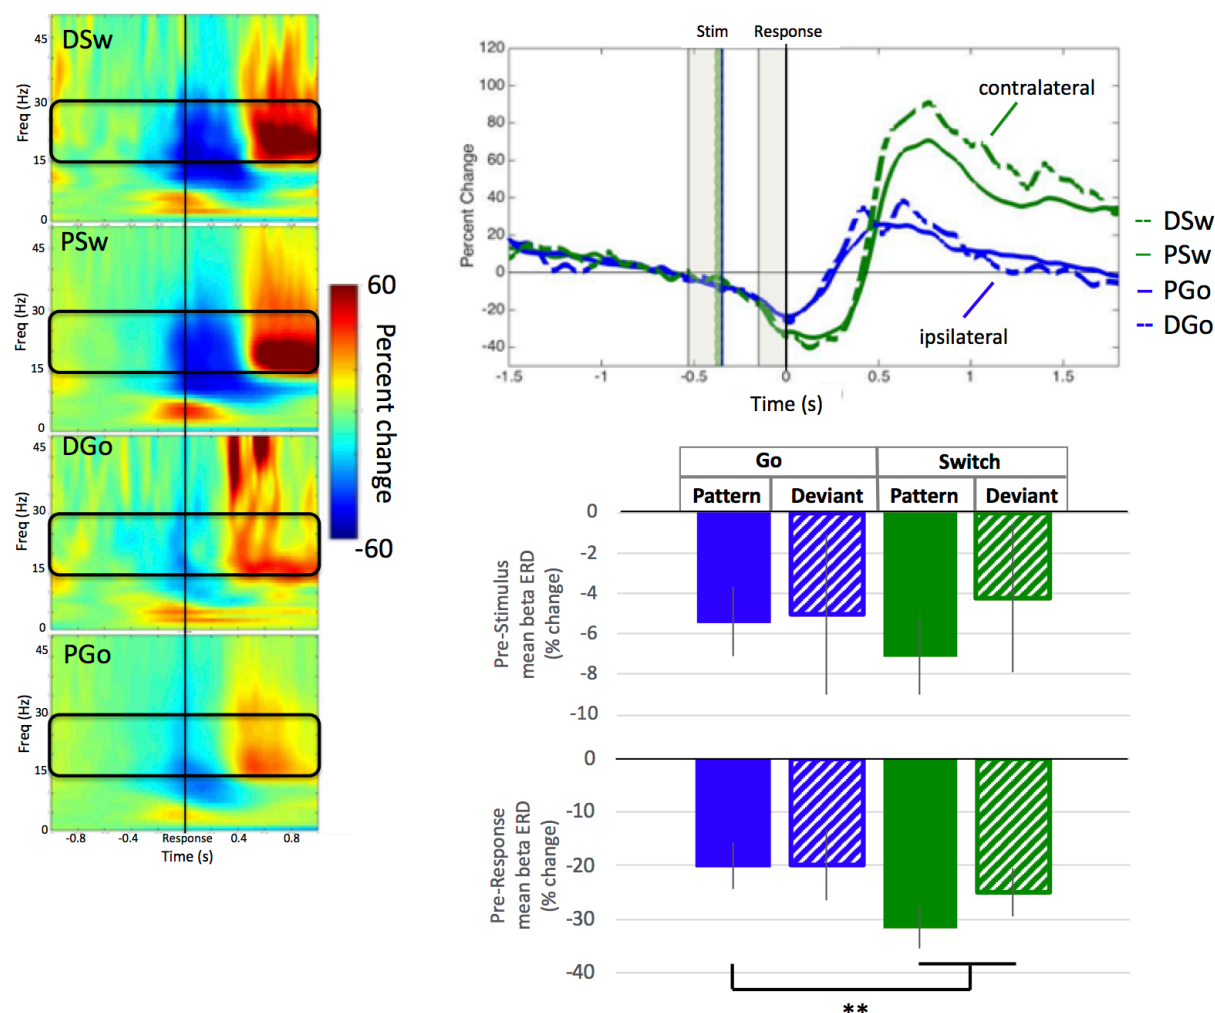 DSw
45
30
15
0
Freq (Hz)
PSw
45
30
15
0
Freq (Hz)
DGo
45
30
15
0
Freq (Hz)
PGo
45
30
15
0
Freq (Hz)
-0.8 -0.4 Response 0.4 0.8
Time (s)
60
Percent change
-60
Stim Response
120
100
80
60
40
20
0
-20
-40
Percent Change
-1.5 -1 -0.5 0 0.5 1 1.5
Time (s)
contralateral
ipsilateral
DSw
PSw
PGo
DGo
Go Switch
Pattern Deviant Pattern Deviant
0
-2
-4
-6
-8
-10
Pre-Stimulus
mean beta ERD
(% change)
0
-10
-20
-30
-40
Pre-Response
mean beta ERD
(% change)
**